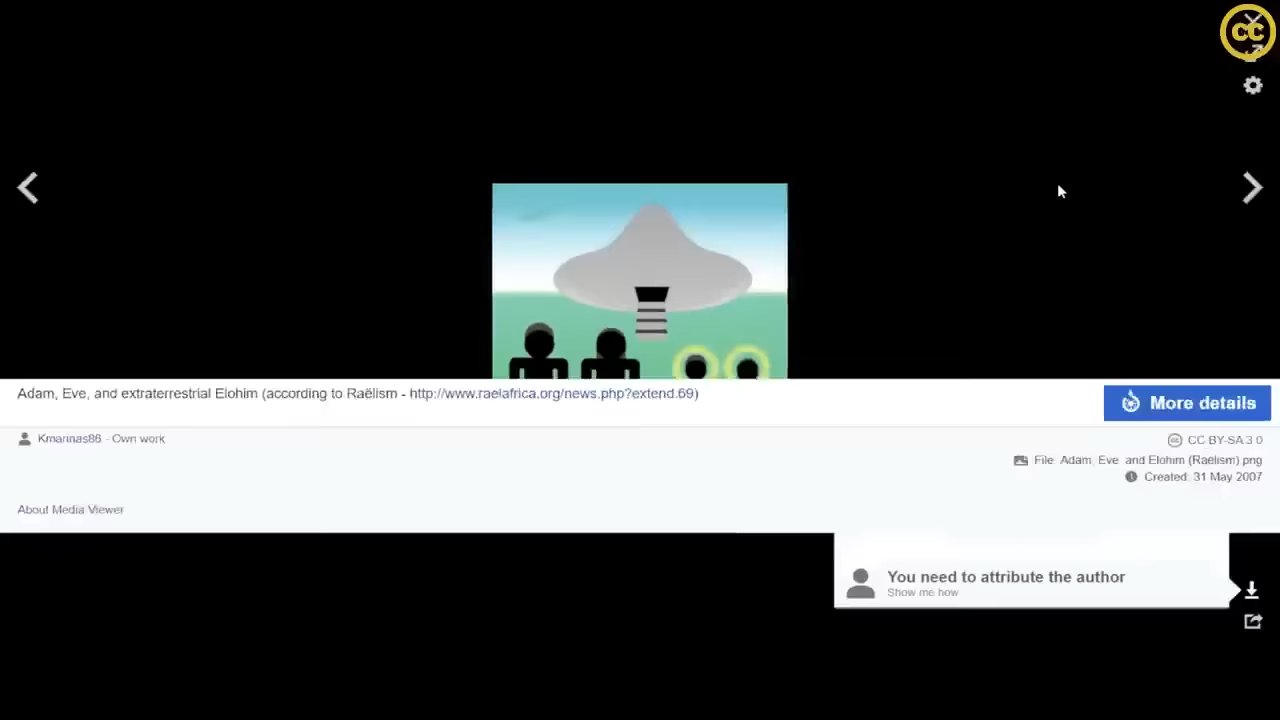 CC
Adam, Eve, and extraterrestrial Elohim (according to Raëlism - http://www.raelafrica.org/news.php?extend.69)
More details
Kmarinas86 - Own work
CC BY-SA 3.0
File: Adam, Eve, and Elohim (Raëlism).png
Created: 31 May 2007
About Media Viewer
You need to attribute the author
Show me how